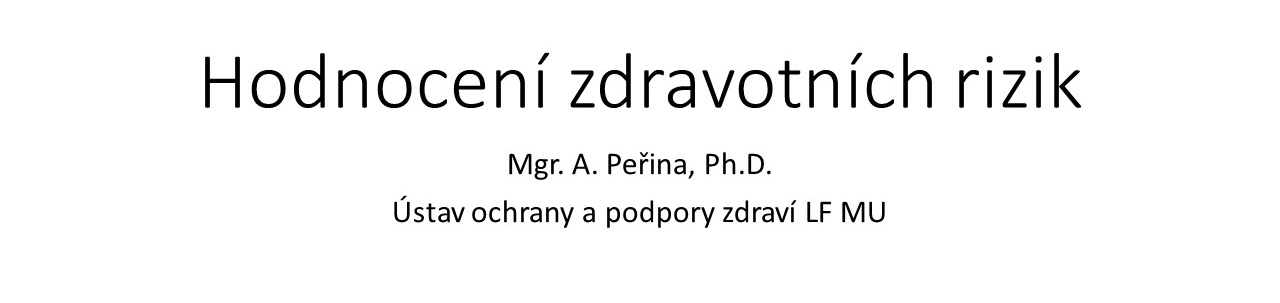 Hodnocení zdravotních rizik
Mgr. A. Peřina, Ph.D.
Ústav ochrany a podpory zdraví LF MU